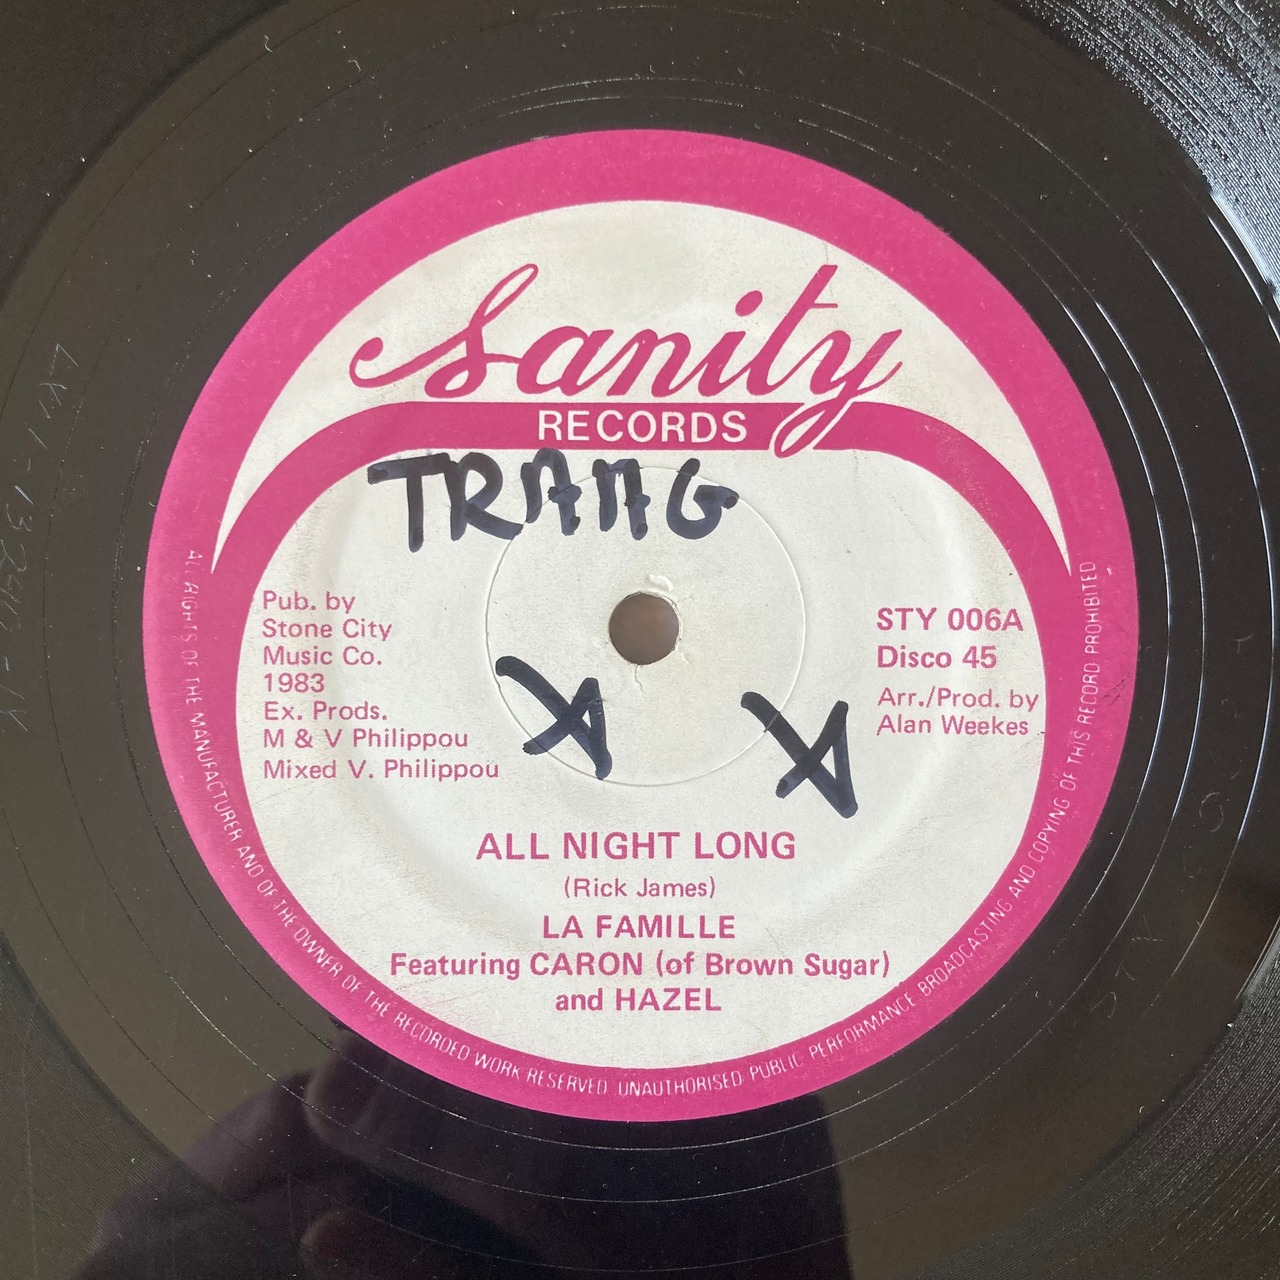 Sanity
RECORDS
TRANG
Pub. by
Stone City
Music Co.
1983
Ex. Prods.
M & V Philippou
Mixed V. Philippou
STY 006A
Disco 45
Arr./Prod. by
Alan Weekes
ALL NIGHT LONG
(Rick James)
LA FAMILLE
Featuring CARON (of Brown Sugar)
and HAZEL
ALL RIGHTS OF THE MANUFACTURER AND OF THE OWNER OF THE RECORDED WORK RESERVED. UNAUTHORISED PUBLIC PERFORMANCE BROADCASTING AND COPYING OF THIS RECORD PROHIBITED